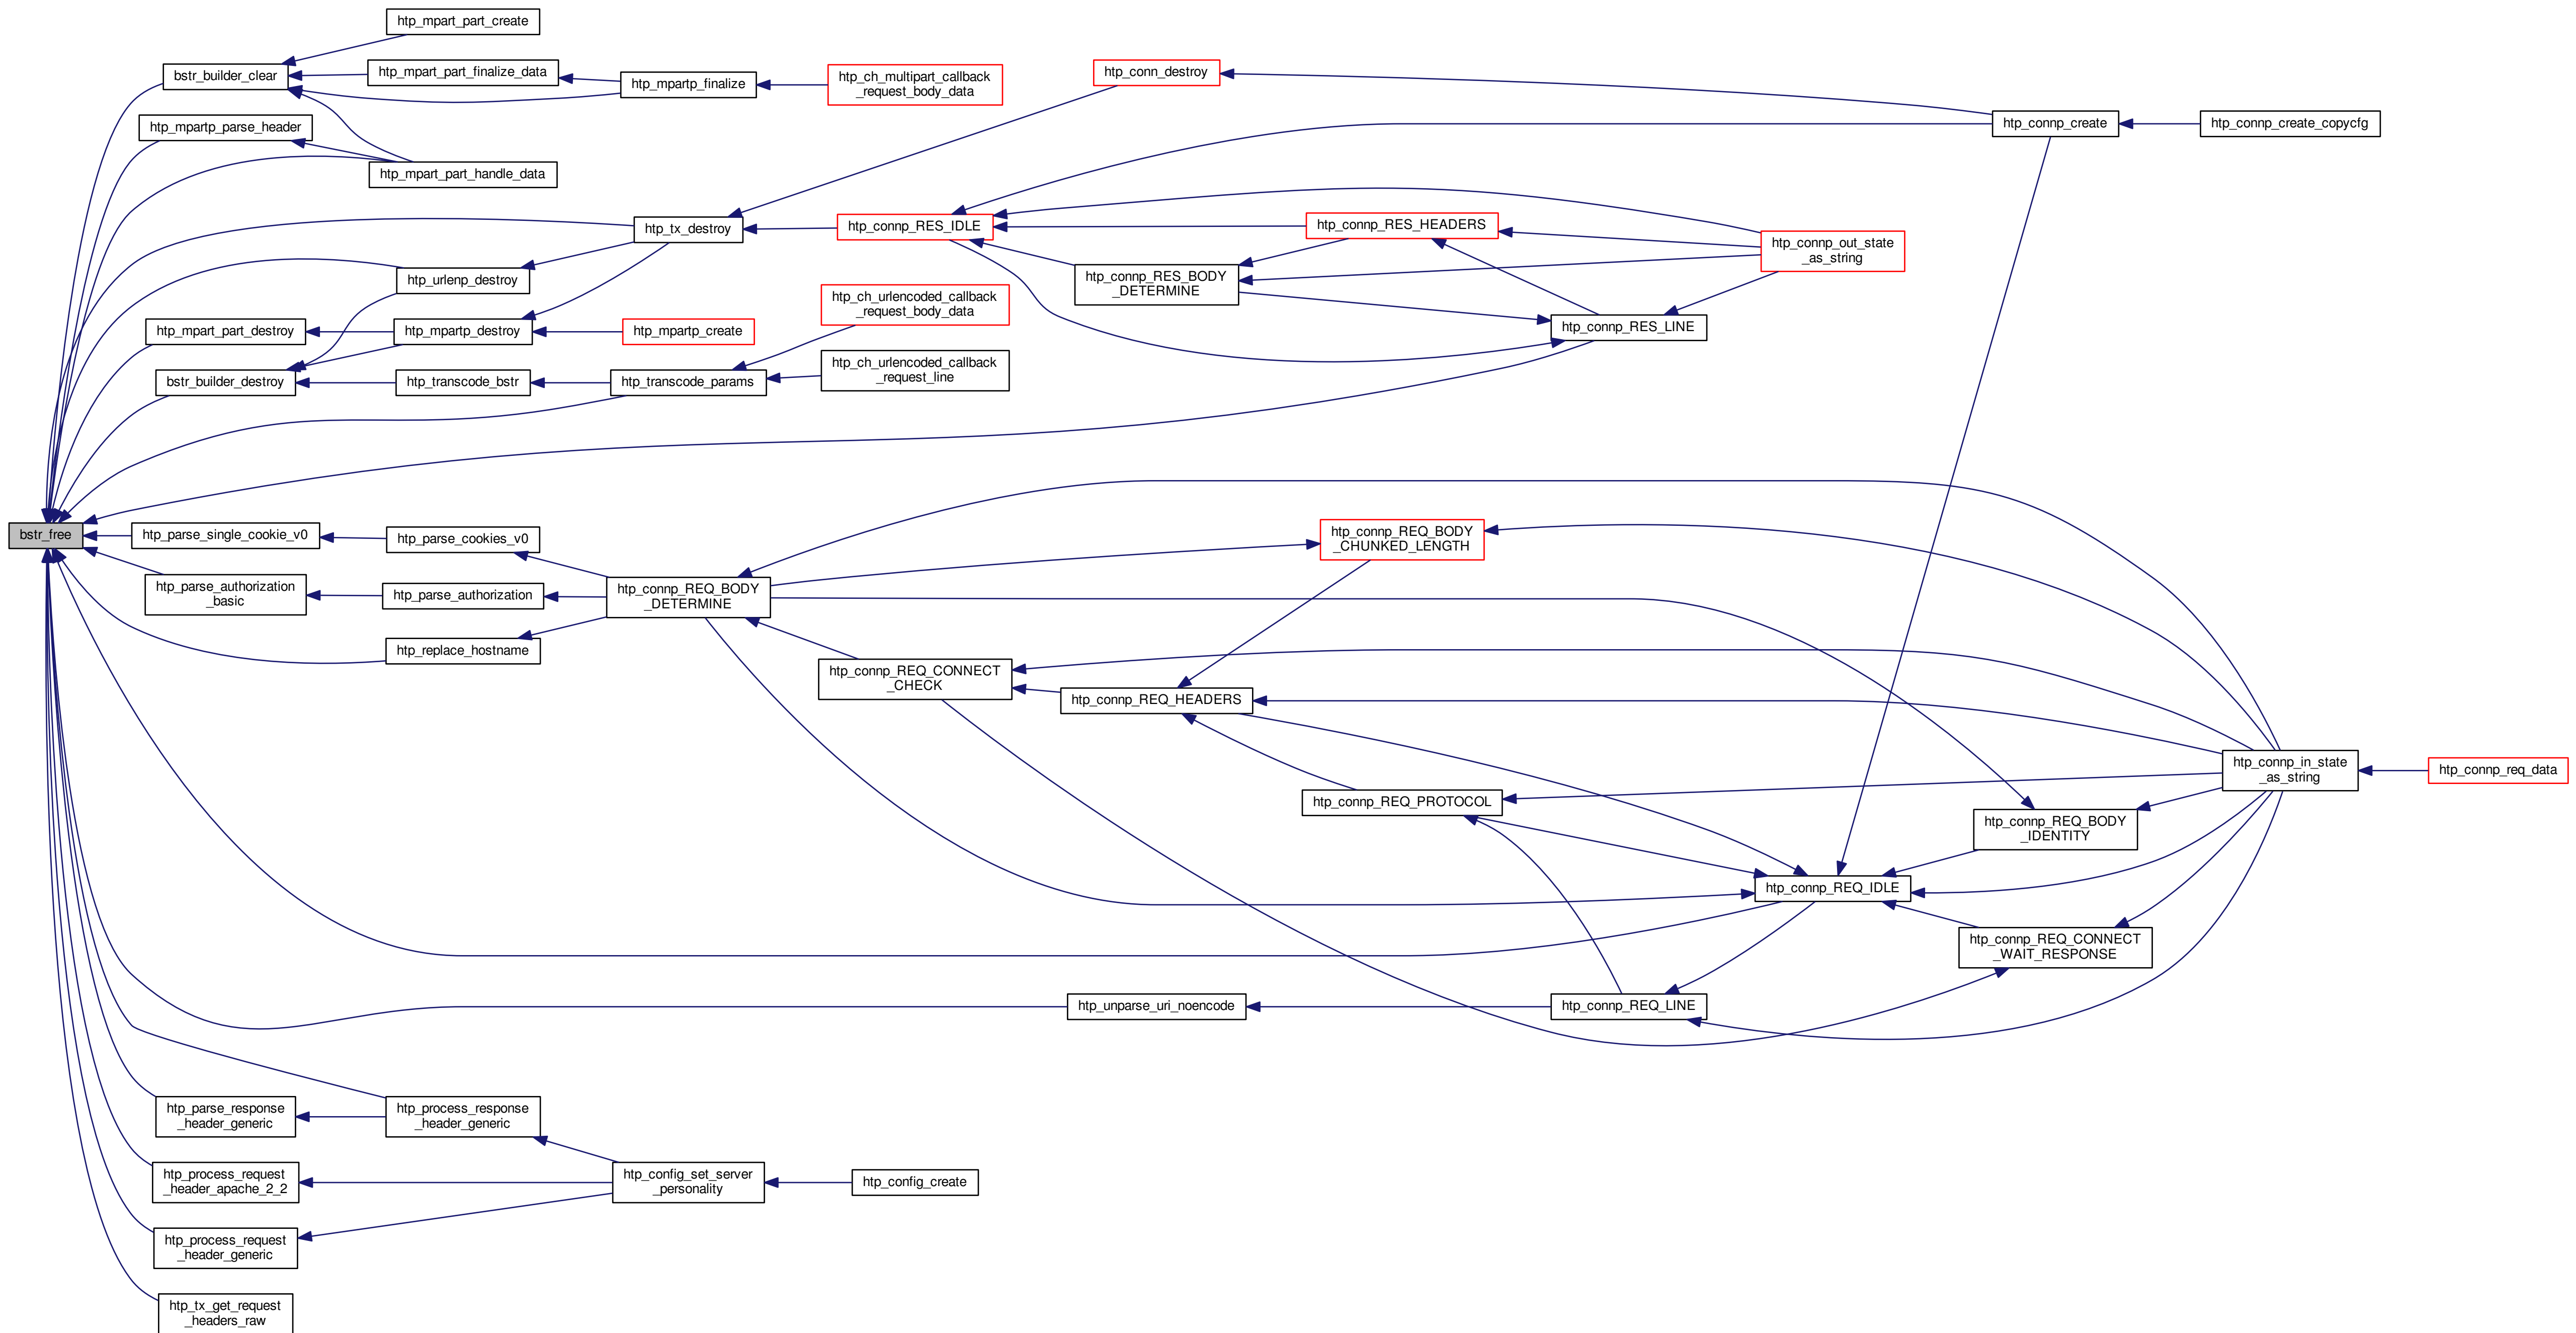 htp_mpart_part_create
bstr_builder_clear
htp_mpart_part_finalize_data
htp_mpartp_finalize
htp_ch_multipart_callback
_request_body_data
htp_conn_destroy
htp_mpartp_parse_header
htp_connp_create
htp_connp_create_copycfg
htp_mpart_part_handle_data
htp_tx_destroy
htp_connp_RES_IDLE
htp_connp_RES_HEADERS
htp_connp_out_state
_as_string
htp_urlenp_destroy
htp_connp_RES_BODY
_DETERMINE
htp_ch_urlencoded_callback
_request_body_data
htp_mpart_part_destroy
htp_mpartp_destroy
htp_mpartp_create
htp_connp_RES_LINE
bstr_builder_destroy
htp_transcode_bstr
htp_transcode_params
htp_ch_urlencoded_callback
_request_line
bstr_free
htp_parse_single_cookie_v0
htp_parse_cookies_v0
htp_connp_REQ_BODY
_CHUNKED_LENGTH
htp_parse_authorization
_basic
htp_parse_authorization
htp_connp_REQ_BODY
_DETERMINE
htp_replace_hostname
htp_connp_REQ_CONNECT
_CHECK
htp_connp_REQ_HEADERS
htp_connp_in_state
_as_string
htp_connp_req_data
htp_connp_REQ_PROTOCOL
htp_connp_REQ_BODY
_IDENTITY
htp_connp_REQ_IDLE
htp_connp_REQ_CONNECT
_WAIT_RESPONSE
htp_unparse_uri_noencode
htp_connp_REQ_LINE
htp_parse_response
_header_generic
htp_process_response
_header_generic
htp_process_request
_header_apache_2_2
htp_config_set_server
_personality
htp_config_create
htp_process_request
_header_generic
htp_tx_get_request
_headers_raw